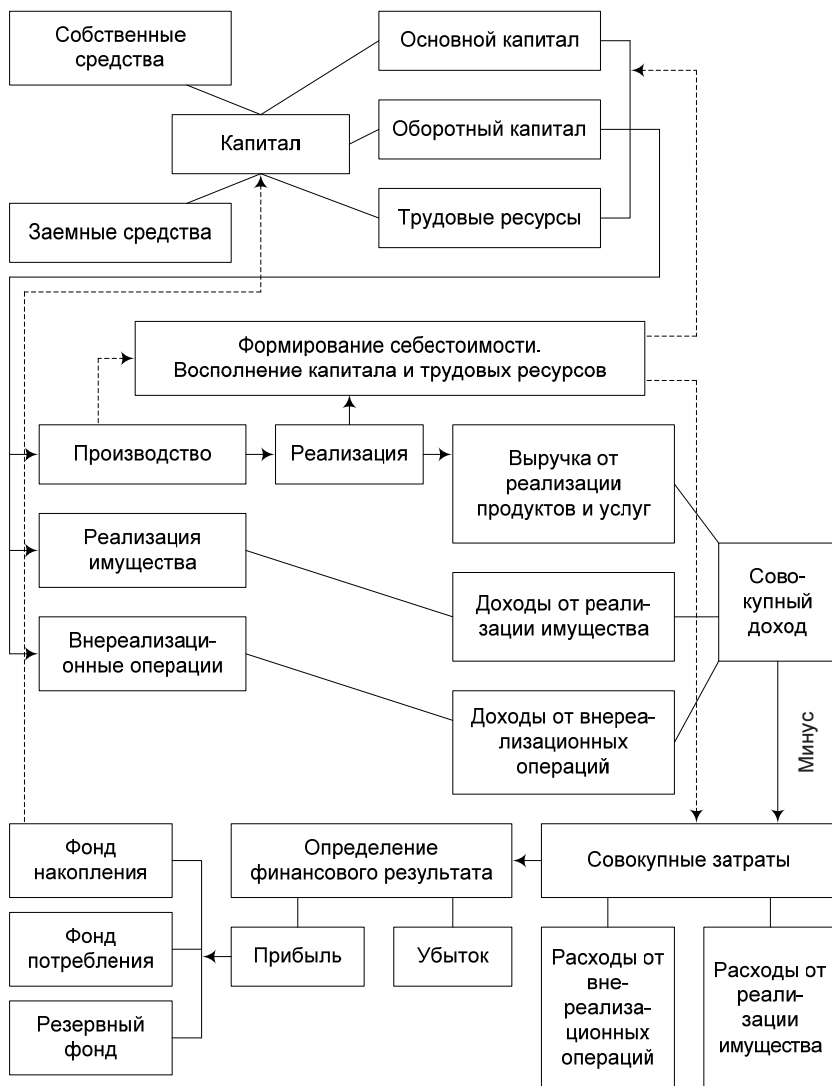 Собственные
средства
Основной капитал
Капитал
Оборотный капитал
Заемные средства
Трудовые ресурсы
Формирование себестоимости.
Восполнение капитала и трудовых ресурсов
Производство
Реализация
Выручка от
реализации
продуктов и услуг
Реализация
имущества
Доходы от реали-
зации имущества
Сово-
купный
доход
Внереализаци-
онные операции
Доходы от внереа-
лизационных
операций
Минус
Фонд
накопления
Определение
финансового результата
Совокупные затраты
Фонд
потребления
Прибыль
Убыток
Расходы от
вне-
реализа-
ционных
операций
Расходы от
реали-
зации
имущества
Резервный
фонд